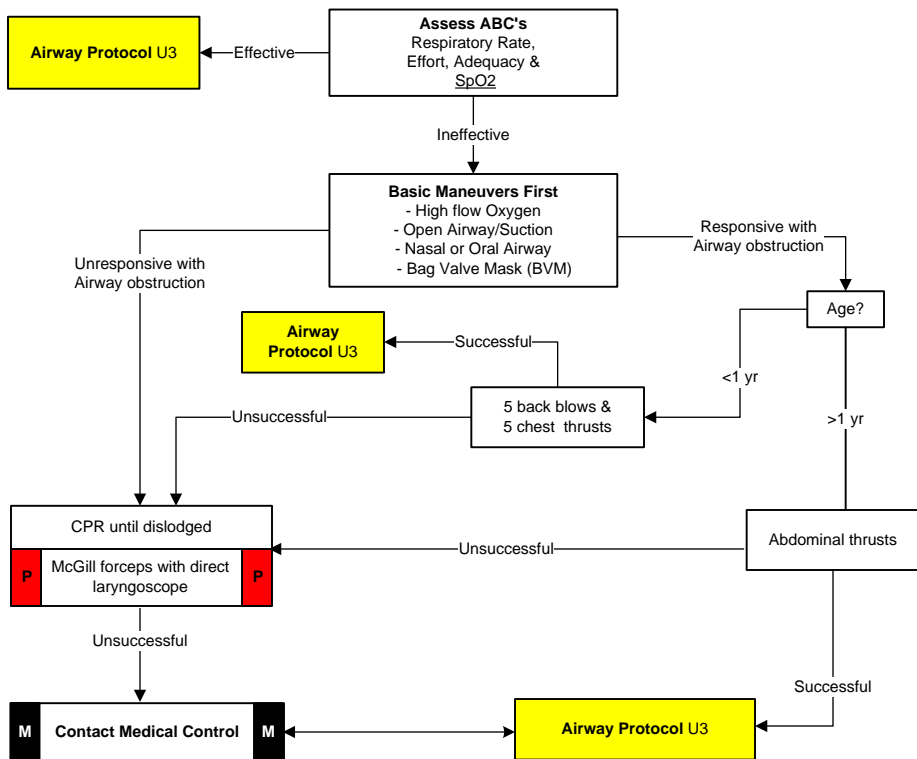 Assess ABC's
Respiratory Rate,
Effort, Adequacy &
SpO2
Effective
Airway Protocol U3
Ineffective
Basic Maneuvers First
- High flow Oxygen
- Open Airway/Suction
- Nasal or Oral Airway
- Bag Valve Mask (BVM)
Responsive with
Airway obstruction
Unresponsive with
Airway obstruction
Age?
Airway
Protocol U3
Successful
<1 yr
5 back blows &
5 chest thrusts
Unsuccessful
>1 yr
CPR until dislodged
Abdominal thrusts
Unsuccessful
P
McGill forceps with direct
laryngoscope
P
Unsuccessful
Successful
M
Contact Medical Control
M
Airway Protocol U3